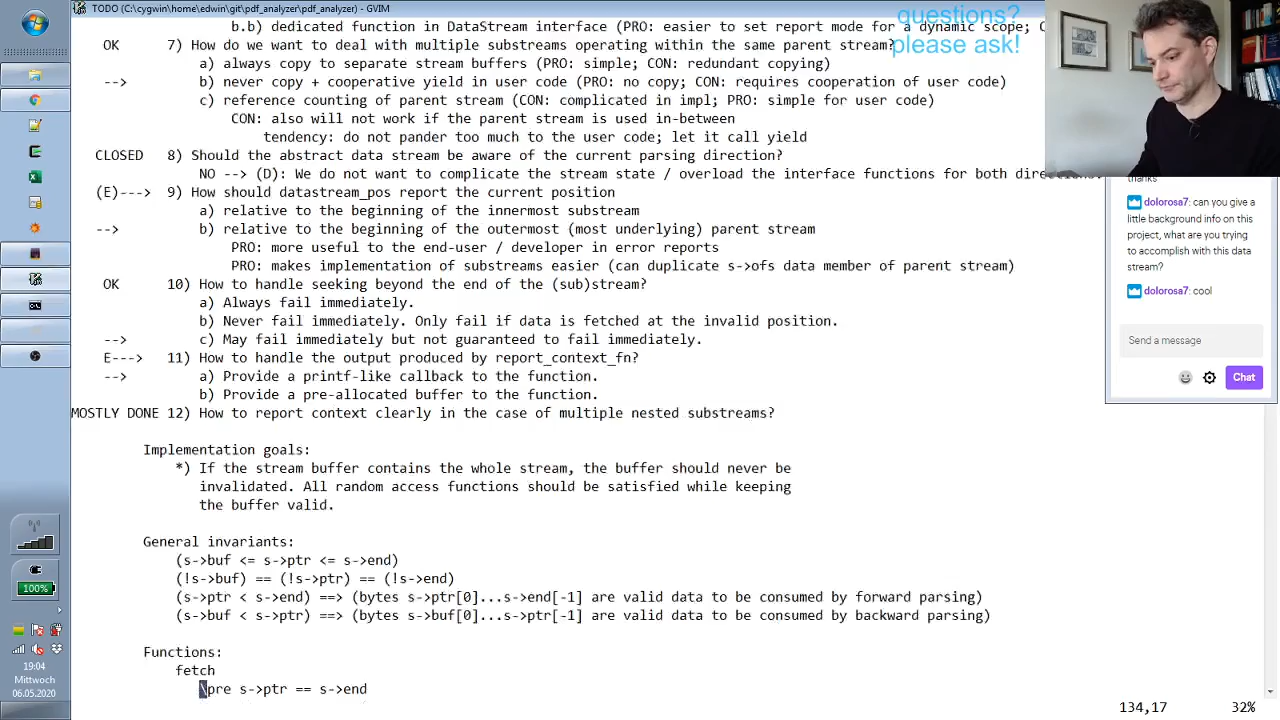 TODO (C:\cygwin\home\edwin\git\pdf_analyzer\pdf_analyzer) - GVIM
questions?
please ask!
b.b) dedicated function in DataStream interface (PRO: easier to set report mode for a dynamic scope; C
OK 7) How do we want to deal with multiple substreams operating within the same parent stream?
a) always copy to separate stream buffers (PRO: simple; CON: redundant copying)
--> b) never copy + cooperative yield in user code (PRO: no copy; CON: requires cooperation of user code)
c) reference counting of parent stream (CON: complicated in impl; PRO: simple for user code)
CON: also will not work if the parent stream is used in-between
tendency: do not pander too much to the user code; let it call yield
CLOSED 8) Should the abstract data stream be aware of the current parsing direction?
NO --> (D): We do not want to complicate the stream state / overload the interface functions for both directions.
(E)---> 9) How should datastream_pos report the current position
a) relative to the beginning of the innermost substream
--> b) relative to the beginning of the outermost (most underlying) parent stream
PRO: more useful to the end-user / developer in error reports
PRO: makes implementation of substreams easier (can duplicate s->ofs data member of parent stream)
OK 10) How to handle seeking beyond the end of the (sub)stream?
a) Always fail immediately.
b) Never fail immediately. Only fail if data is fetched at the invalid position.
--> c) May fail immediately but not guaranteed to fail immediately.
E---> 11) How to handle the output produced by report_context_fn?
--> a) Provide a printf-like callback to the function.
b) Provide a pre-allocated buffer to the function.
MOSTLY DONE 12) How to report context clearly in the case of multiple nested substreams?
Implementation goals:
*) If the stream buffer contains the whole stream, the buffer should never be
invalidated. All random access functions should be satisfied while keeping
the buffer valid.
General invariants:
(s->buf <= s->ptr <= s->end)
(!s->buf) == (!s->ptr) == (!s->end)
(s->ptr < s->end) ==> (bytes s->ptr[0]...s->end[-1] are valid data to be consumed by forward parsing)
(s->buf < s->ptr) ==> (bytes s->buf[0]...s->ptr[-1] are valid data to be consumed by backward parsing)
Functions:
fetch
\pre s->ptr == s->end
134,17 32%
thanks
dolorosa7: can you give a
little background info on this
project, what are you trying
to accomplish with this data
stream?
dolorosa7: cool
Send a message
Chat
100%
19:04
Mittwoch
06.05.2020